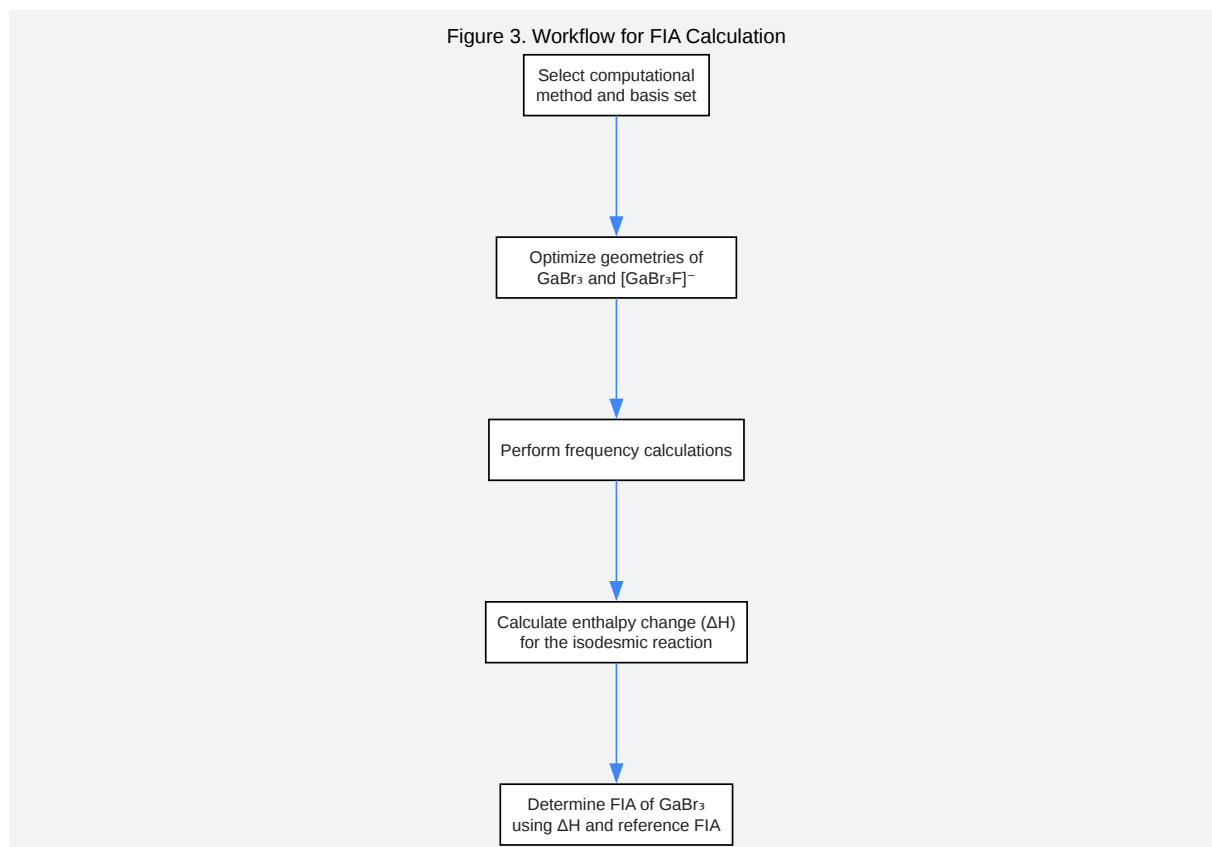 Figure 3. Workflow for FIA Calculation
Select computational
method and basis set
Optimize geometries of
GaBr₃ and [GaBr₃F]⁻
Perform frequency calculations
Calculate enthalpy change (ΔH)
for the isodesmic reaction
Determine FIA of GaBr₃
using ΔH and reference FIA